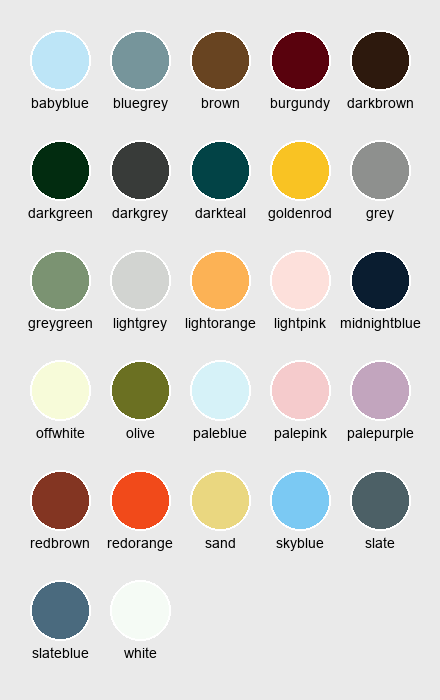 babyblue bluegrey brown burgundy darkbrown
darkgreen darkgrey darkteal goldenrod grey
greygreen lightgrey lightorange lightpink midnightblue
offwhite olive paleblue palepink palepurple
redbrown redorange sand skyblue slate
slateblue white